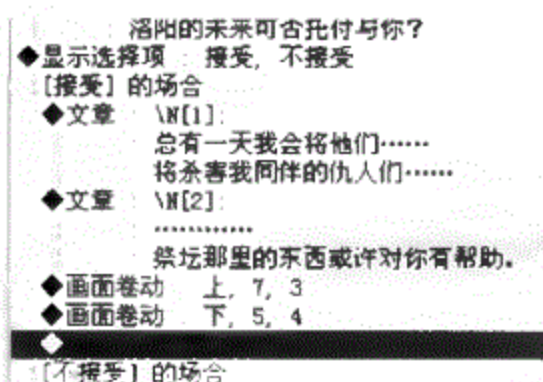 洛阳的未来可否托付与你？
◆显示选择项 接受, 不接受
[接受] 的场合
◆文章 \N[1]:
总有一天我会将他们……
将杀害我同伴的仇人们……
◆文章 \N[2]:
…………
祭坛那里的东西或许对你有帮助。
◆画面卷动 上, 7, 3
◆画面卷动 下, 5, 4
◆
[不接受] 的场合